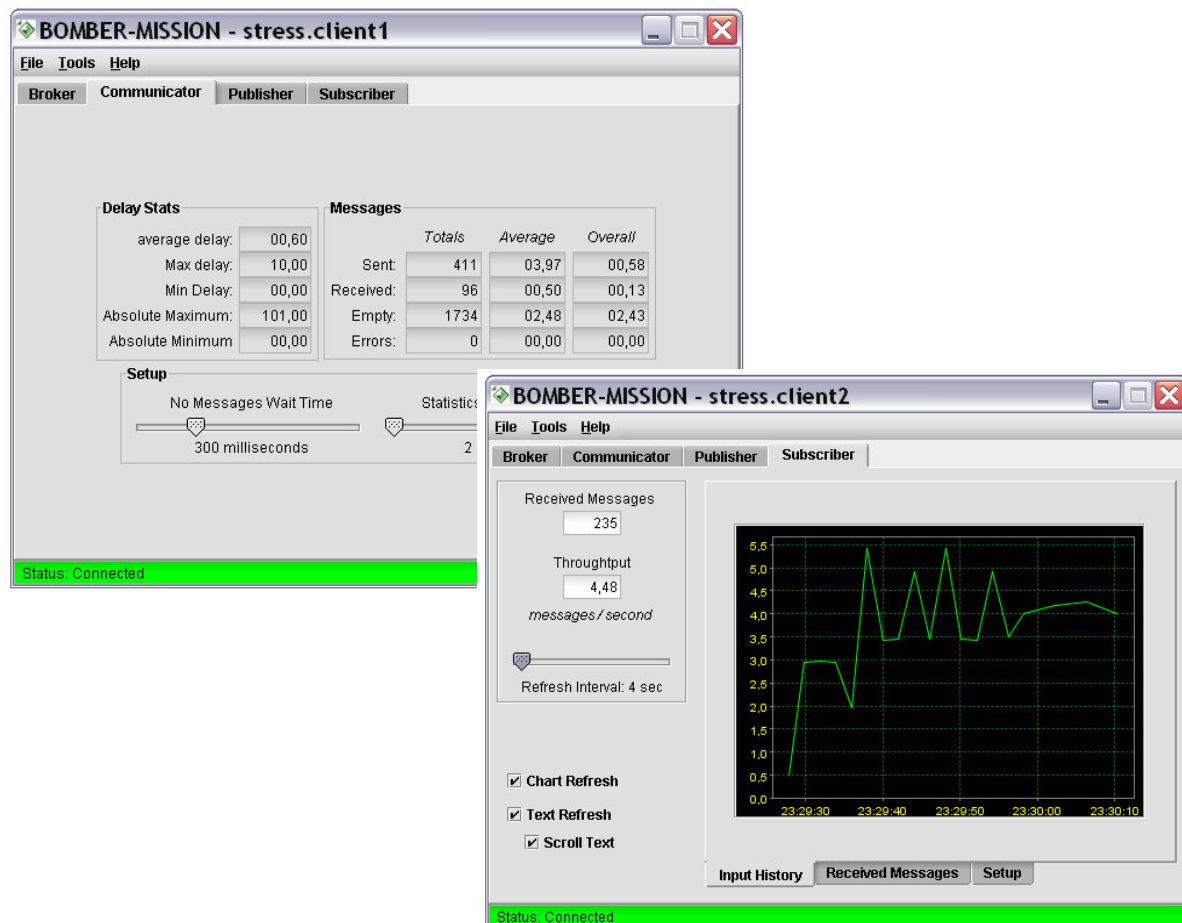 BOMBER-MISSION - stress.client1
File Tools Help
Broker Communicator Publisher Subscriber
Delay Stats
average delay: 00,60
Max delay: 10,00
Min Delay: 00,00
Absolute Maximum: 101,00
Absolute Minimum 00,00
Messages
Totals Average Overall
Sent: 411 03,97 00,58
Received: 96 00,50 00,13
Empty: 1734 02,48 02,43
Errors: 0 00,00 00,00
Setup
No Messages Wait Time
300 milliseconds
Statistics
2
Status: Connected
BOMBER-MISSION - stress.client2
File Tools Help
Broker Communicator Publisher Subscriber
Received Messages
235
Throughtput
4,48
messages / second
Refresh Interval: 4 sec
Chart Refresh
Text Refresh
Scroll Text
5,5
5,0
4,5
4,0
3,5
3,0
2,5
2,0
1,5
1,0
0,5
0,0
23:29:30 23:29:40 23:29:50 23:30:00 23:30:10
Input History Received Messages Setup
Status: Connected